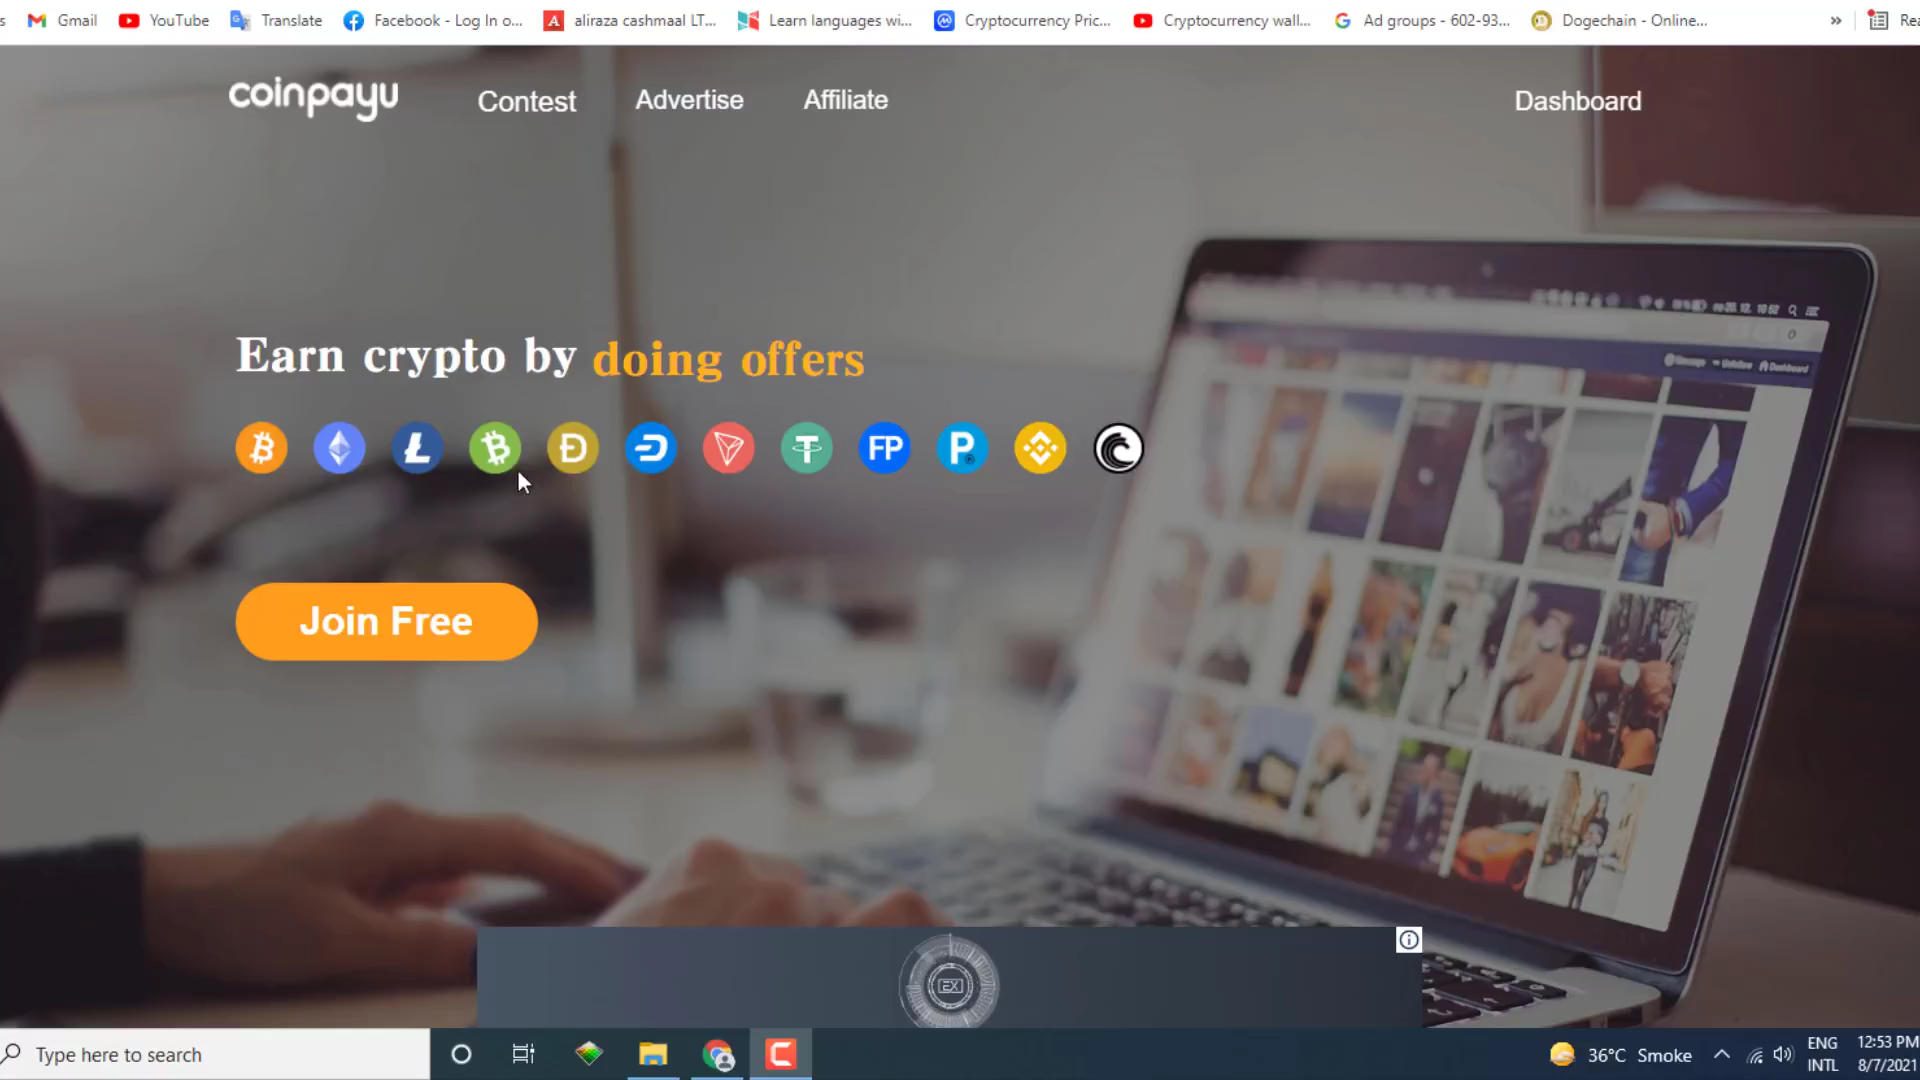 s Gmail YouTube Translate Facebook - Log In o... aliraza cashmaal LT... Learn languages wi... Cryptocurrency Pric... Cryptocurrency wall... Ad groups - 602-93... Dogechain - Online... » Rea
coinpayu Contest Advertise Affiliate Dashboard
Earn crypto by doing offers
FP
Join Free
EX
Type here to search 36°C Smoke ENG 12:53 PM
INTL 8/7/2021